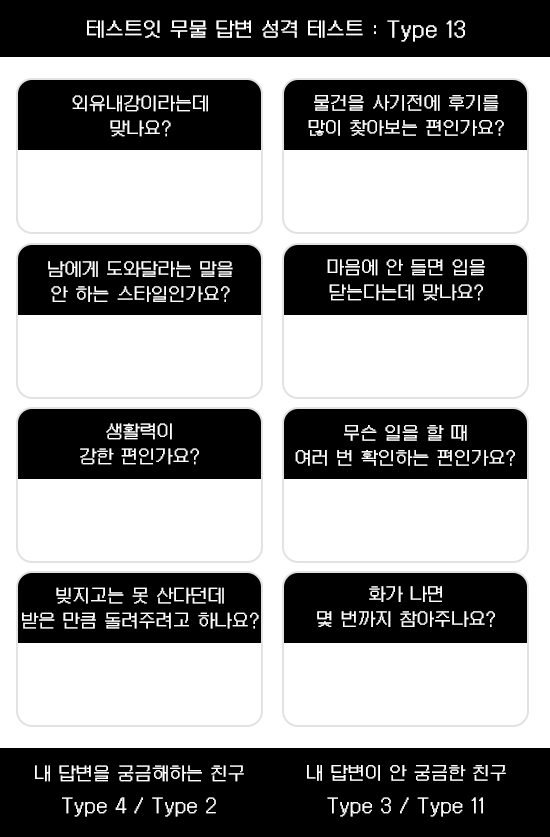 테스트잇 무물 답변 성격 테스트 : Type 13
외유내강이라는데
맞나요?
물건을 사기전에 후기를
많이 찾아보는 편인가요?
남에게 도와달라는 말을
안 하는 스타일인가요?
마음에 안 들면 입을
닫는다는데 맞나요?
생활력이
강한 편인가요?
무슨 일을 할 때
여러 번 확인하는 편인가요?
빚지고는 못 산다던데
받은 만큼 돌려주려고 하나요?
화가 나면
몇 번까지 참아주나요?
내 답변을 궁금해하는 친구
Type 4 / Type 2
내 답변이 안 궁금한 친구
Type 3 / Type 11